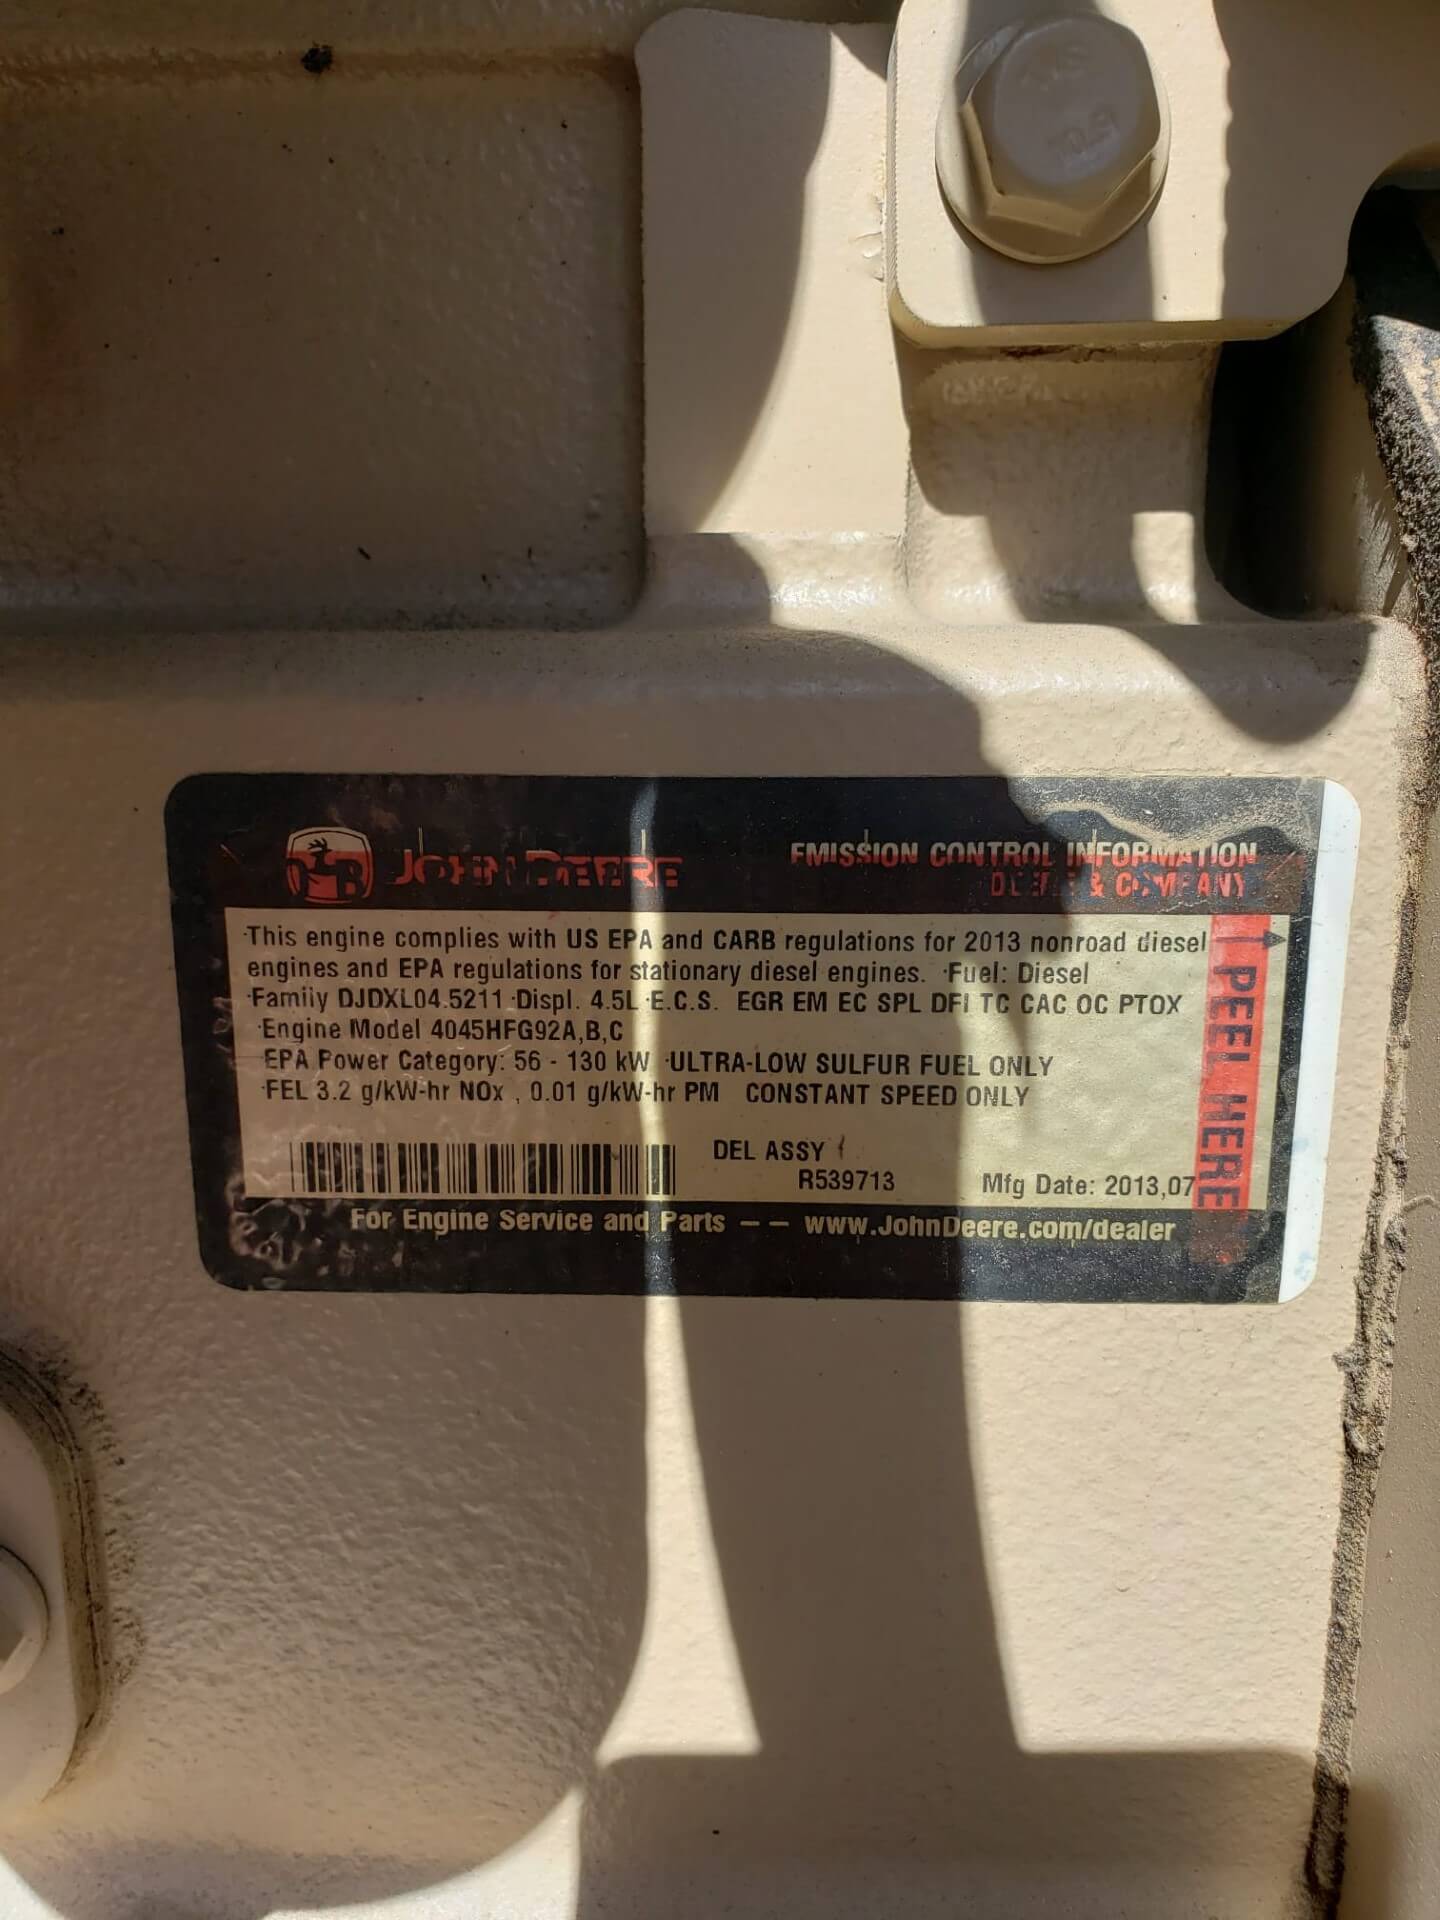 10.9
JOHN DEERE
EMISSION CONTROL INFORMATION
DEERE & COMPANY
·This engine complies with US EPA and CARB regulations for 2013 nonroad diesel
engines and EPA regulations for stationary diesel engines. ·Fuel: Diesel
·Family DJDXL04.5211 ·Displ. 4.5L ·E.C.S. EGR EM EC SPL DFI TC CAC OC PTOX
·Engine Model 4045HFG92A,B,C
·EPA Power Category: 56 - 130 kW ·ULTRA-LOW SULFUR FUEL ONLY
·FEL 3.2 g/kW-hr NOx , 0.01 g/kW-hr PM CONSTANT SPEED ONLY
DEL ASSY
R539713
Mfg Date: 2013,07
For Engine Service and Parts -- www.JohnDeere.com/dealer
PEEL HERE